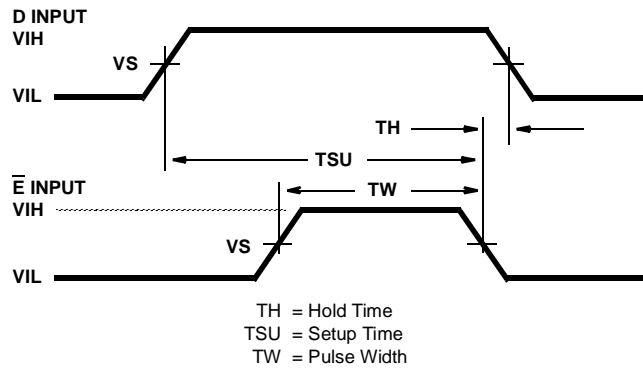 D INPUT
VIH
VS
VIL
TH
TSU
E̅ INPUT
TW
VIH
VS
VIL
TH = Hold Time
TSU = Setup Time
TW = Pulse Width